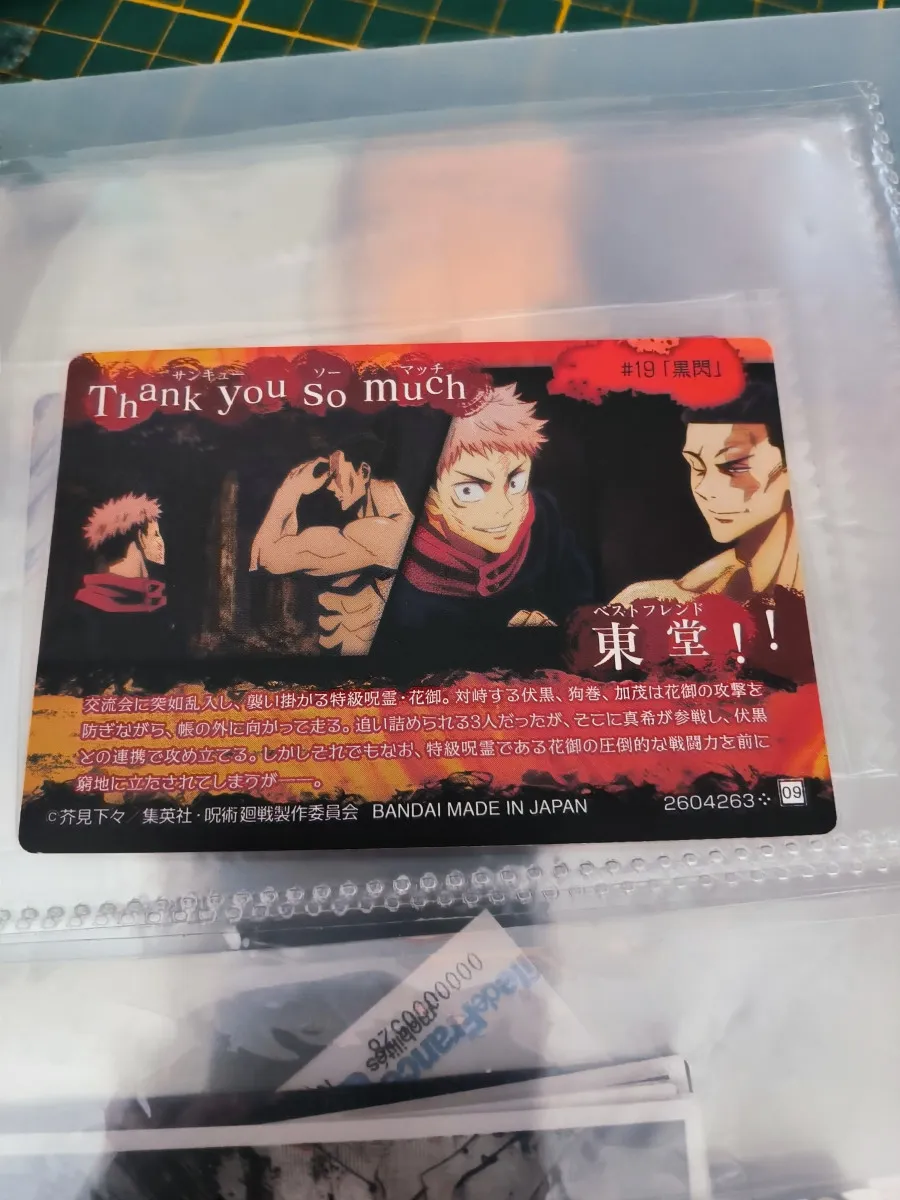 サンキュー ソー マッチ
Thank you so much
#19「黒閃」
ベストフレンド
東堂!!
交流会に突如乱入し、襲い掛かる特級呪霊・花御。対峙する伏黒、狗巻、加茂は花御の攻撃を
防ぎながら、帳の外に向かって走る。追い詰められる3人だったが、そこに真希が参戦し、伏黒
との連携で攻め立てる。しかしそれでもなお、特級呪霊である花御の圧倒的な戦闘力を前に
窮地に立たされてしまうが──。
©芥見下々/集英社・呪術廻戦製作委員会 BANDAI MADE IN JAPAN
2604263 09